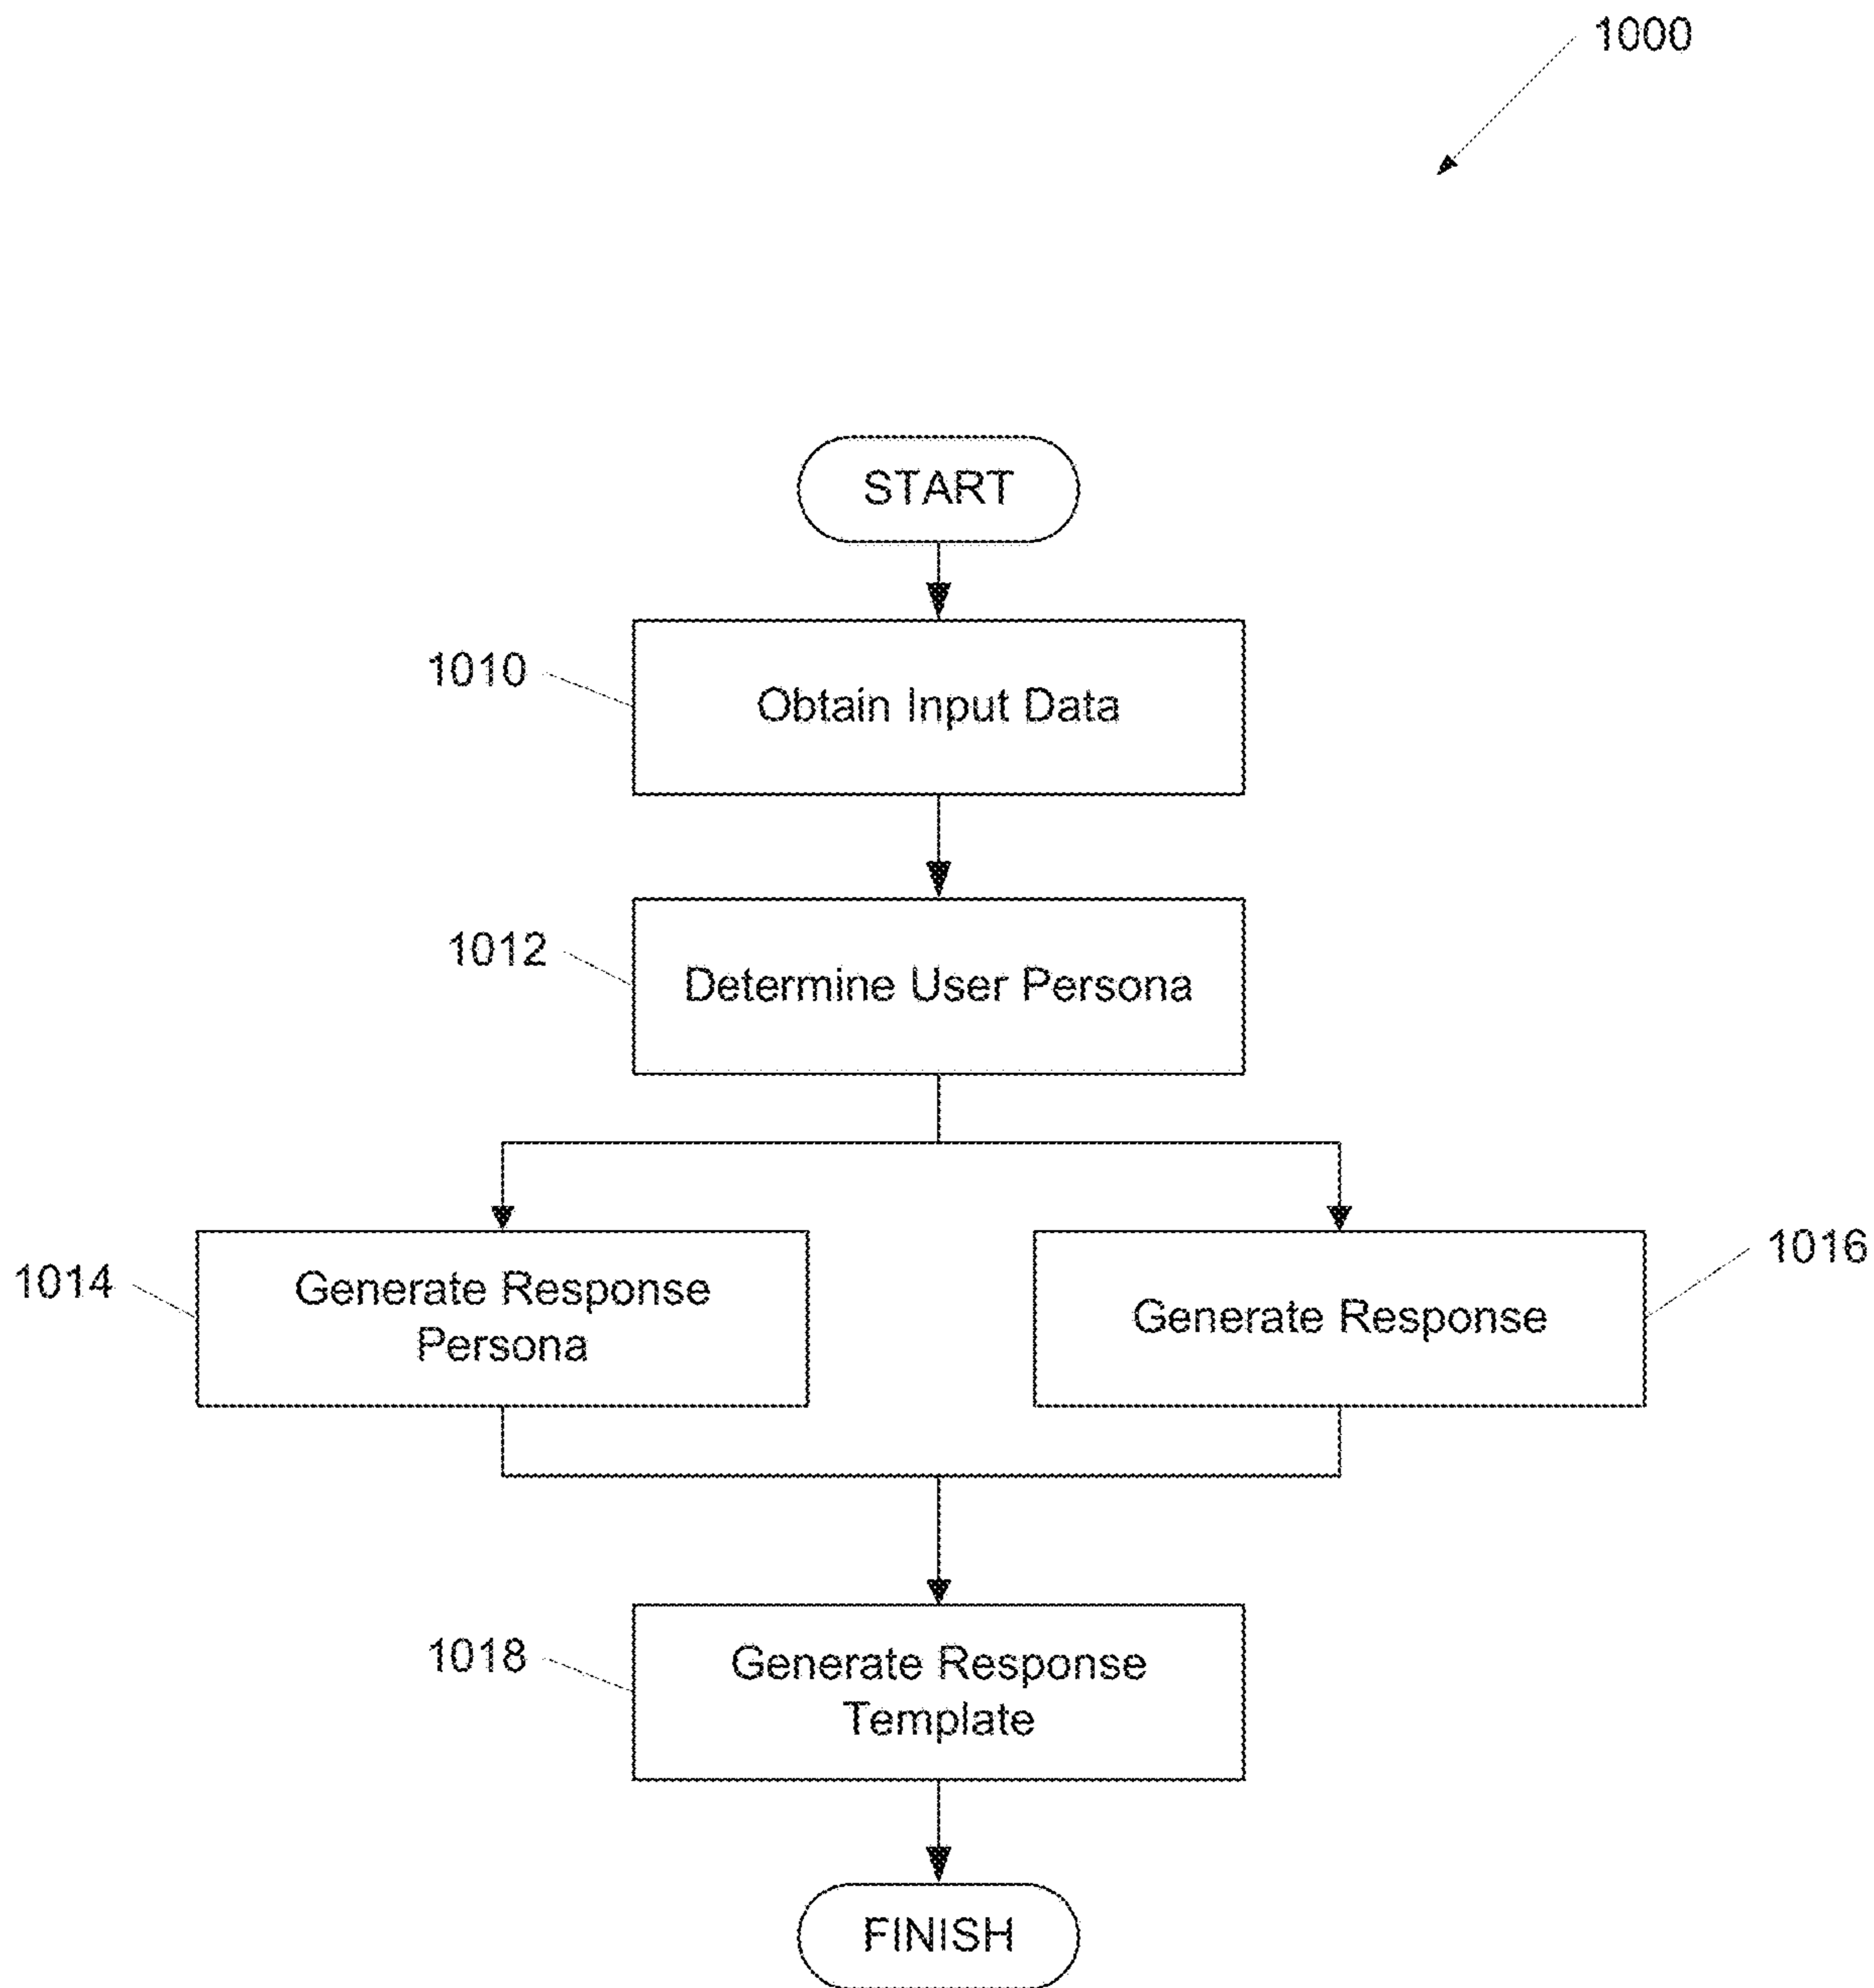 1000
START
1010
Obtain Input Data
1012
Determine User Persona
1014
Generate Response
Persona
Generate Response
1016
1018
Generate Response
Template
FINISH